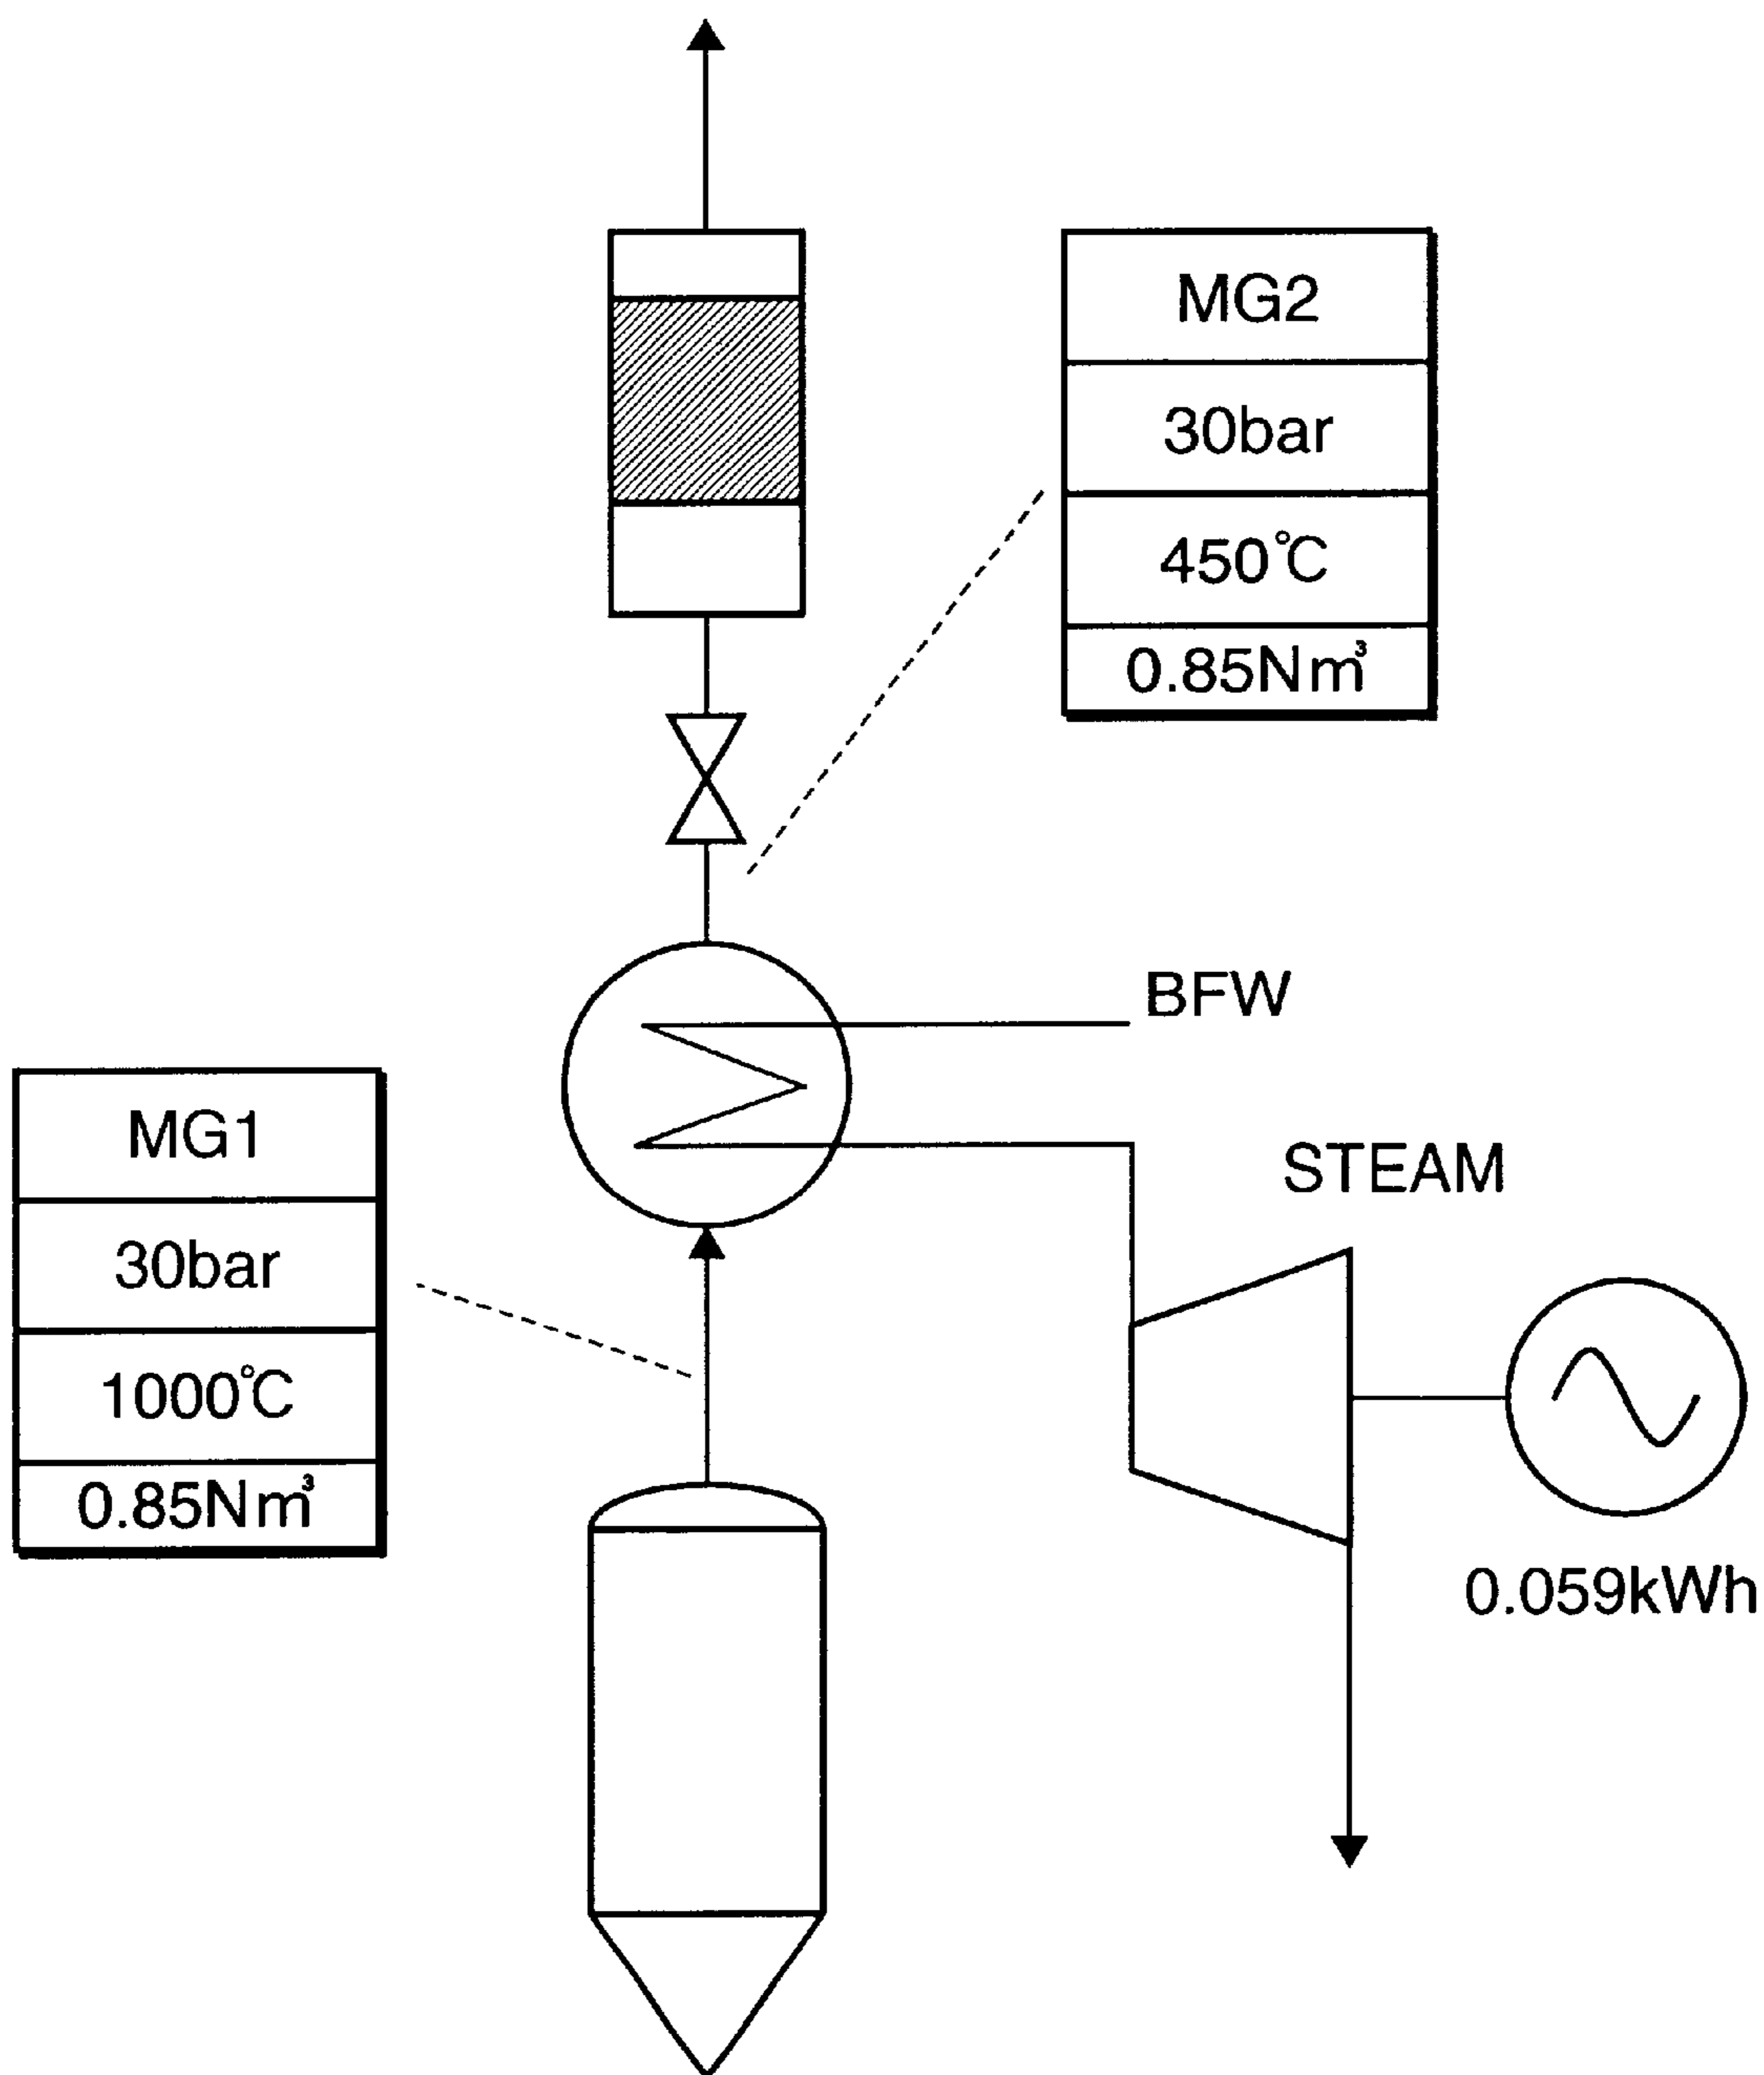 MG2
30bar
450℃
0.85Nm³
BFW
MG1
30bar
1000℃
0.85Nm³
STEAM
0.059kWh